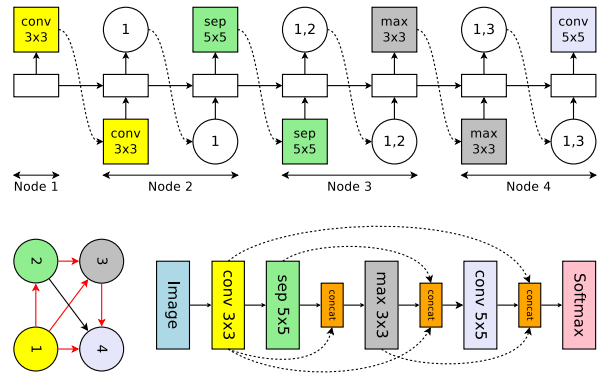 conv
3x3
1
sep
5x5
1,2
max
3x3
1,3
conv
5x5
conv
3x3
1
sep
5x5
1,2
max
3x3
1,3
Node 1
Node 2
Node 3
Node 4
2
3
1
4
Image
conv 3x3
sep 5x5
concat
max 3x3
concat
conv 5x5
concat
Softmax